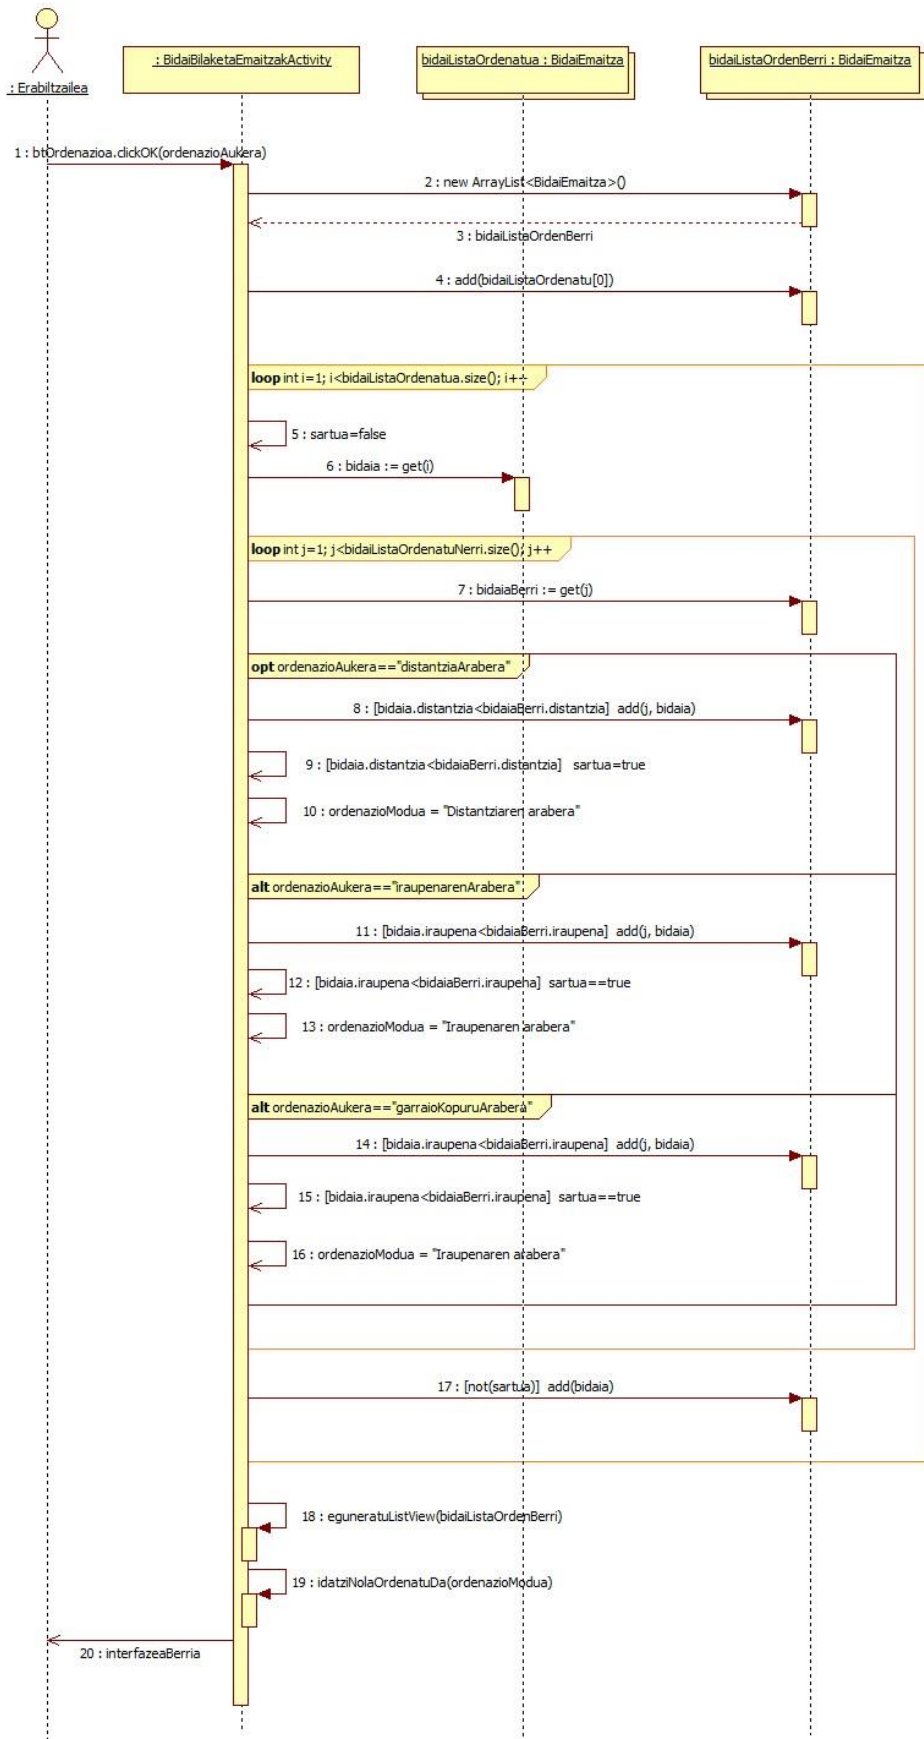 : Erabiltzailea
: BidaiBilaketaEmaitzakActivity
bidaiListaOrdenatua : BidaiEmaitza
bidaiListaOrdenBerri : BidaiEmaitza
1 : btOrdenazioa.clickOK(ordenazioAukera)
2 : new ArrayList<BidaiEmaitza>()
3 : bidaiListaOrdenBerri
4 : add(bidaiListaOrdenatu[0])
loop int i=1; i<bidaiListaOrdenatua.size(); i++
5 : sartua=false
6 : bidaia := get(i)
loop int j=1; j<bidaiListaOrdenatuNerri.size(); j++
7 : bidaiaBerri := get(j)
opt ordenazioAukera=="distantziaArabera"
8 : [bidaia.distantzia<bidaiaBerri.distantzia] add(j, bidaia)
9 : [bidaia.distantzia<bidaiaBerri.distantzia] sartua=true
10 : ordenazioModua = "Distantziaren arabera"
alt ordenazioAukera=="iraupenarenArabera"
11 : [bidaia.iraupena<bidaiaBerri.iraupena] add(j, bidaia)
12 : [bidaia.iraupena<bidaiaBerri.iraupena] sartua==true
13 : ordenazioModua = "Iraupenaren arabera"
alt ordenazioAukera=="garraioKopuruArabera"
14 : [bidaia.iraupena<bidaiaBerri.iraupena] add(j, bidaia)
15 : [bidaia.iraupena<bidaiaBerri.iraupena] sartua==true
16 : ordenazioModua = "Iraupenaren arabera"
17 : [not(sartua)] add(bidaia)
18 : eguneratuListView(bidaiListaOrdenBerri)
19 : idatziNolaOrdenatuDa(ordenazioModua)
20 : interfazeaBerria